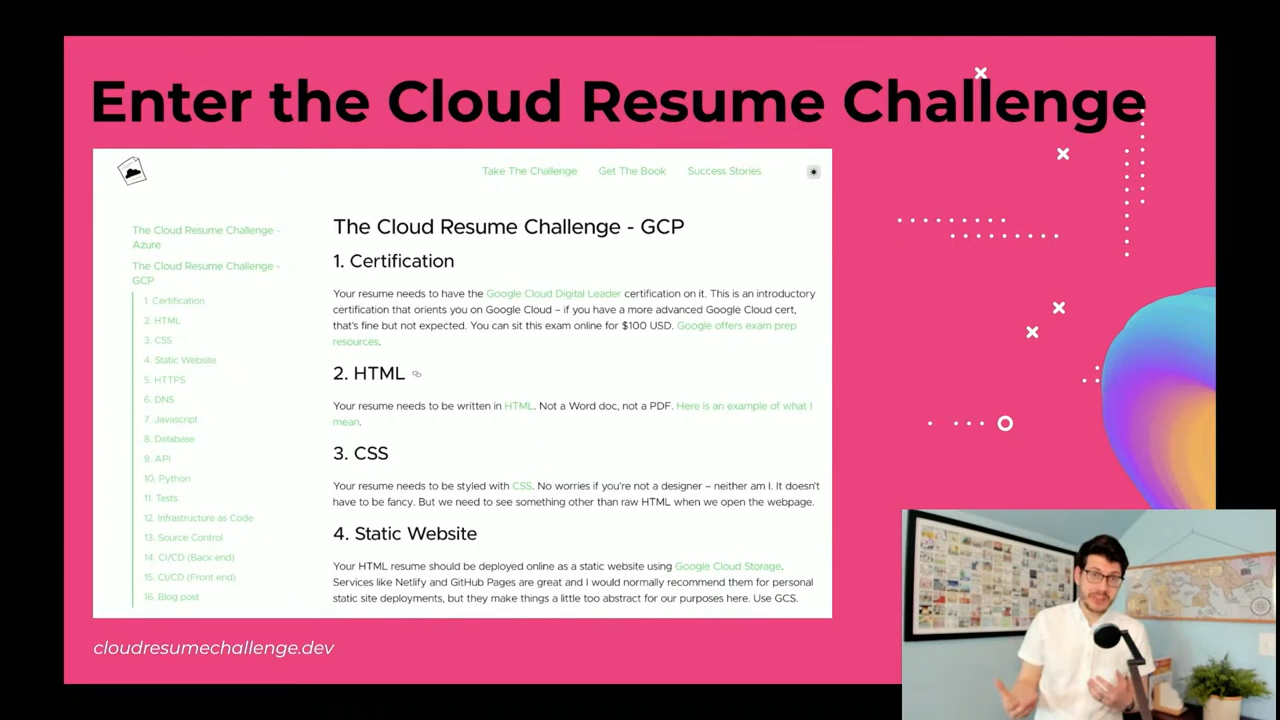 Enter the Cloud Resume Challenge
Take The Challenge
Get The Book
Success Stories
The Cloud Resume Challenge -
Azure
The Cloud Resume Challenge -
GCP
1. Certification
2. HTML
3. CSS
4. Static Website
5. HTTPS
6. DNS
7. Javascript
8. Database
9. API
10. Python
11. Tests
12. Infrastructure as Code
13. Source Control
14. CI/CD (Back end)
15. CI/CD (Front end)
16. Blog post
The Cloud Resume Challenge - GCP
1. Certification
Your resume needs to have the Google Cloud Digital Leader certification on it. This is an introductory
certification that orients you on Google Cloud – if you have a more advanced Google Cloud cert,
that's fine but not expected. You can sit this exam online for $100 USD. Google offers exam prep
resources.
2. HTML
Your resume needs to be written in HTML. Not a Word doc, not a PDF. Here is an example of what I
mean.
3. CSS
Your resume needs to be styled with CSS. No worries if you're not a designer – neither am I. It doesn't
have to be fancy. But we need to see something other than raw HTML when we open the webpage.
4. Static Website
Your HTML resume should be deployed online as a static website using Google Cloud Storage.
Services like Netlify and GitHub Pages are great and I would normally recommend them for personal
static site deployments, but they make things a little too abstract for our purposes here. Use GCS.
cloudresumechallenge.dev